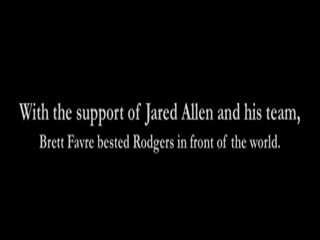 With the support of Jared Allen and his team,
Brett Favre bested Rodgers in front of the world.